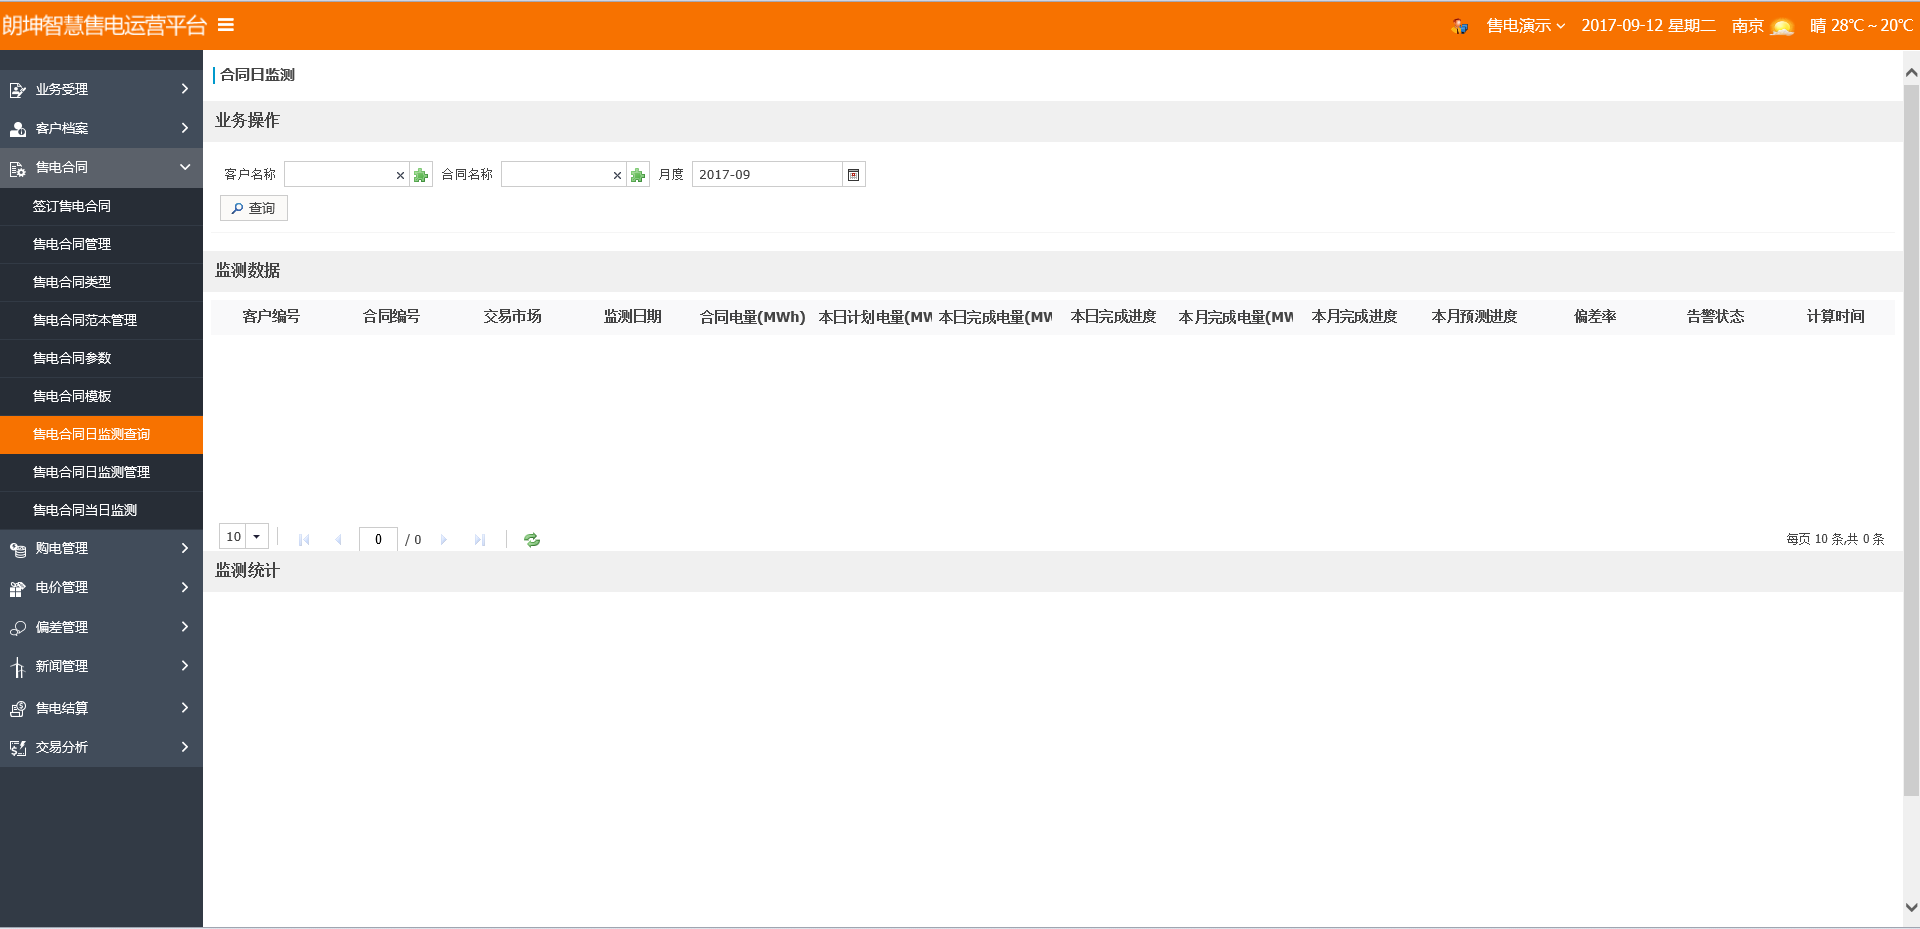 朗坤智慧售电运营平台
售电演示 2017-09-12 星期二 南京 晴 28℃~20℃
业务受理
客户档案
售电合同
签订售电合同
售电合同管理
售电合同类型
售电合同范本管理
售电合同参数
售电合同模板
售电合同日监测查询
售电合同日监测管理
售电合同当日监测
购电管理
电价管理
偏差管理
新闻管理
售电结算
交易分析
合同日监测
业务操作
客户名称 × 合同名称 × 月度 2017-09
查询
监测数据
客户编号 合同编号 交易市场 监测日期 合同电量(MWh) 本日计划电量(MW 本日完成电量(MW 本日完成进度 本月完成电量(MW 本月完成进度 本月预测进度 偏差率 告警状态 计算时间
10 0 / 0 每页 10 条,共 0 条
监测统计